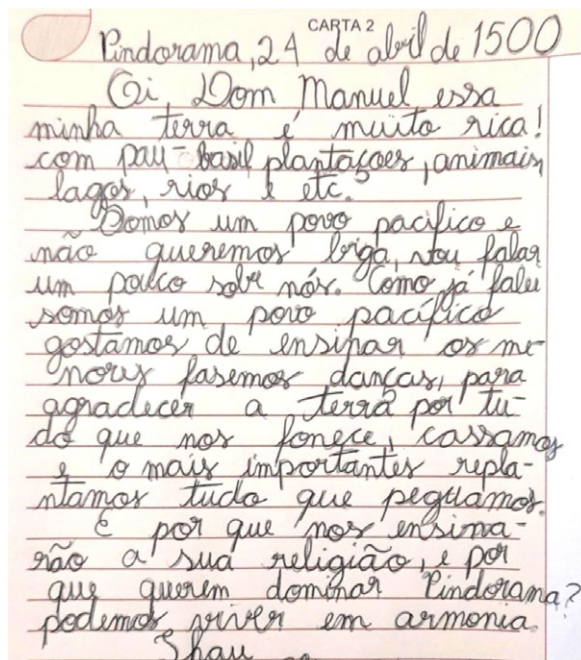 CARTA 2
Pindorama, 24 de abril de 1500
Oi Dom Manuel, essa
minha terra é muito rica!
com pau-basil plantaçoes, animais,
lagos, rios e etc.
Somos um povo pacifico e
não queremos briga, vou falar
um pouco sobre nós. Como já falei
somos um povo pacífico
gostamos de ensinar os me-
nores fasemos danças, para
agradecer a terra por tu-
do que nos fonece, cassamos
e o mais importantes repla-
ntamos tudo que peguamos.
E por que nos ensina-
rão a sua religião, e por
que querem dominar Pindorama?
podemos viver em armonia.
Thau